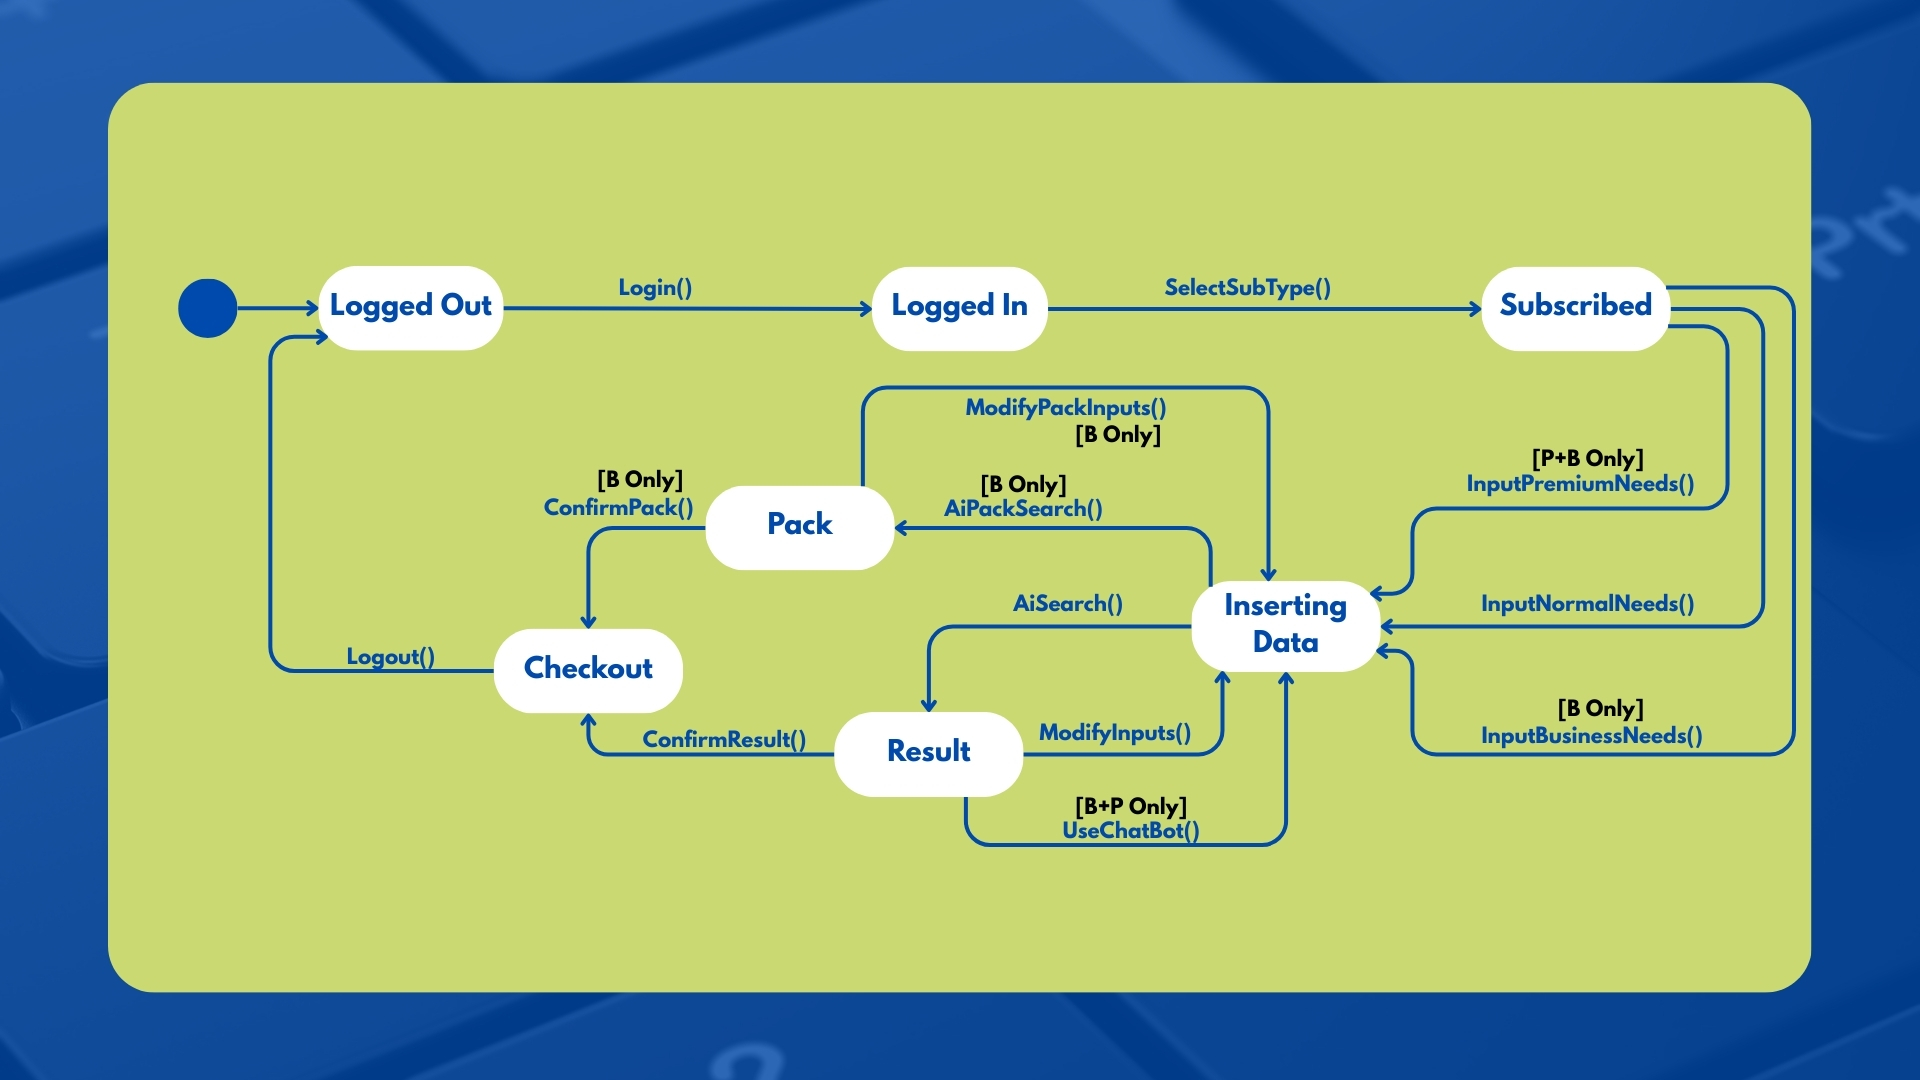 Logged Out
Login()
Logged In
SelectSubType()
Subscribed
ModifyPackInputs()
[B Only]
[P+B Only]
InputPremiumNeeds()
[B Only]
ConfirmPack()
Pack
[B Only]
AiPackSearch()
AiSearch()
Inserting
Data
InputNormalNeeds()
Logout()
Checkout
ConfirmResult()
Result
ModifyInputs()
[B Only]
InputBusinessNeeds()
[B+P Only]
UseChatBot()